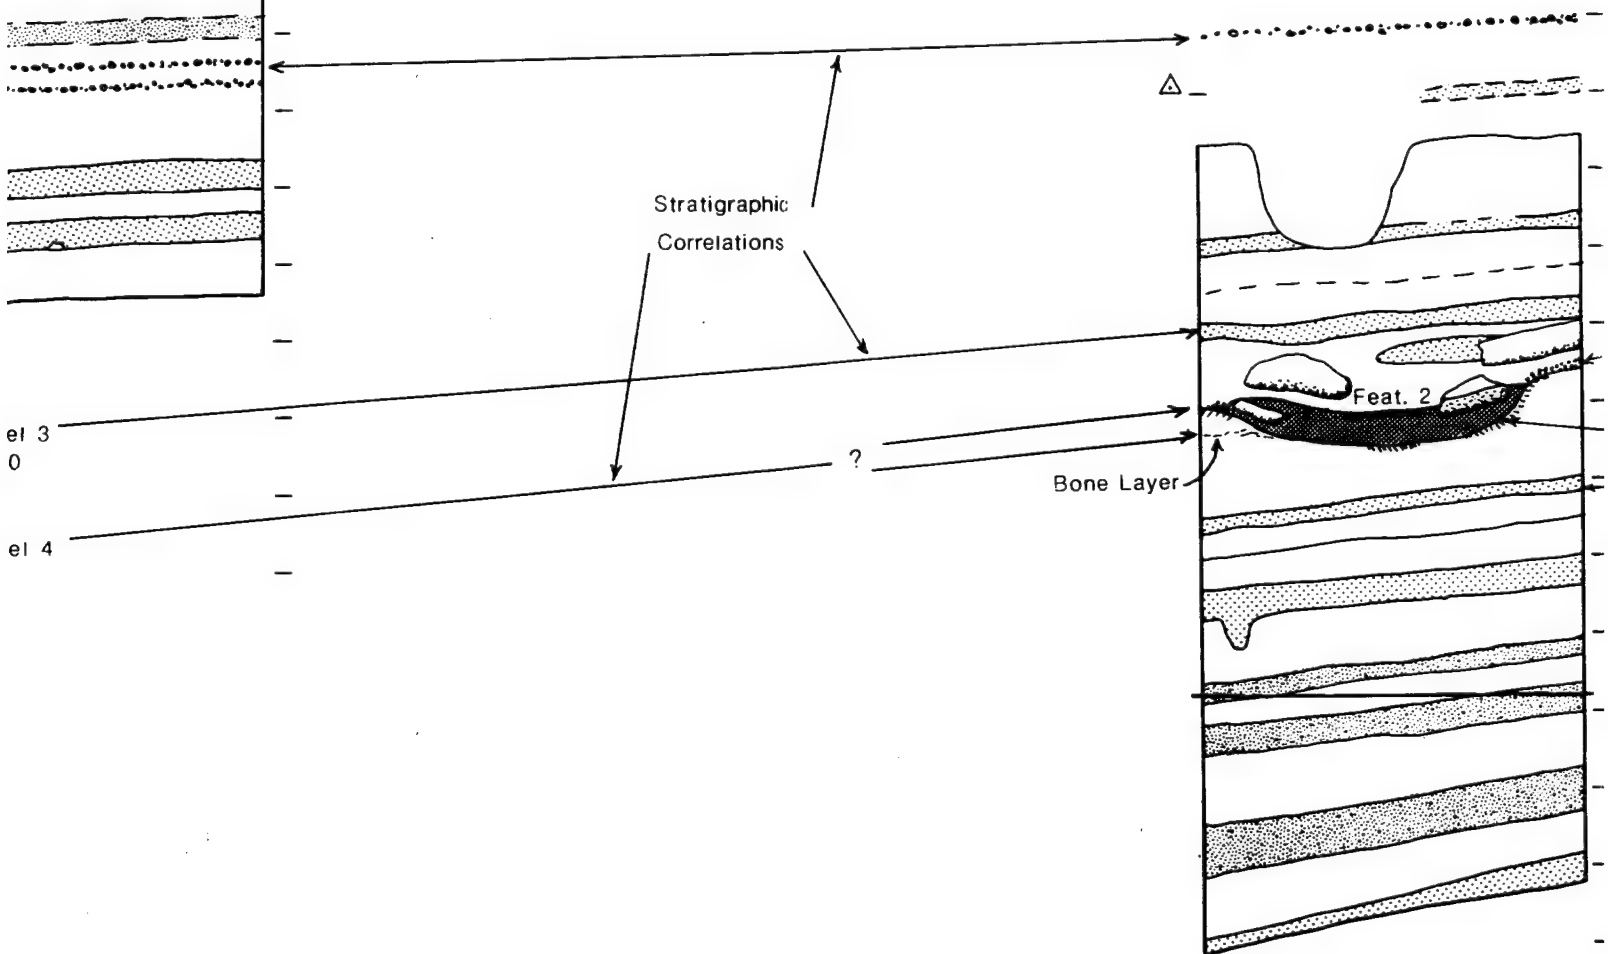 Stratigraphic
Correlations
Feat. 2
el 3
0
?
Bone Layer
el 4